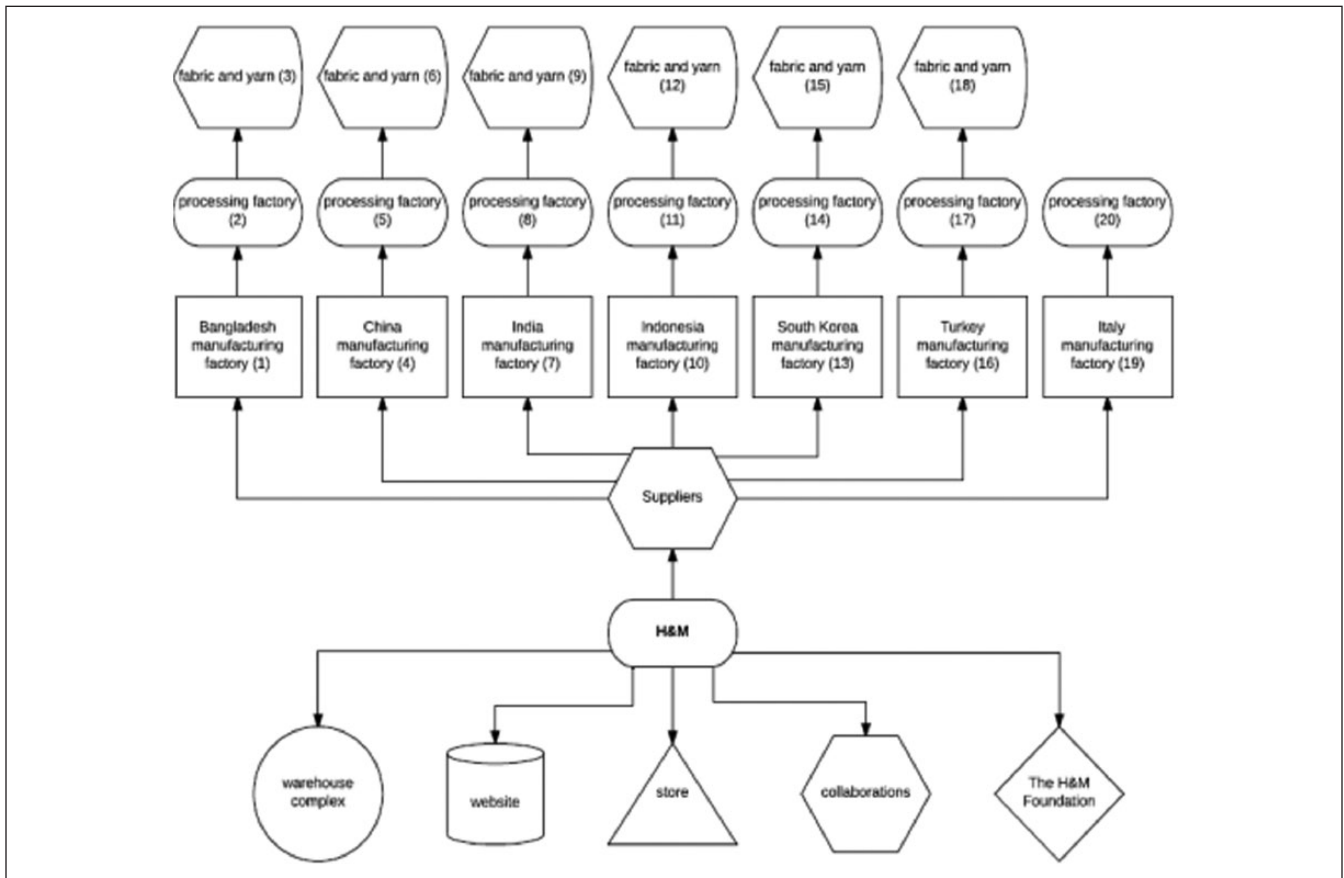 fabric and yarn (3)
fabric and yarn (6)
fabric and yarn (9)
fabric and yarn
(12)
fabric and yarn
(15)
fabric and yarn
(18)
processing factory
(2)
processing factory
(5)
processing factory
(8)
processing factory
(11)
processing factory
(14)
processing factory
(17)
processing factory
(20)
Bangladesh
manufacturing
factory (1)
China
manufacturing
factory (4)
India
manufacturing
factory (7)
Indonesia
manufacturing
factory (10)
South Korea
manufacturing
factory (13)
Turkey
manufacturing
factory (16)
Italy
manufacturing
factory (19)
Suppliers
H&M
warehouse
complex
website
store
collaborations
The H&M
Foundation